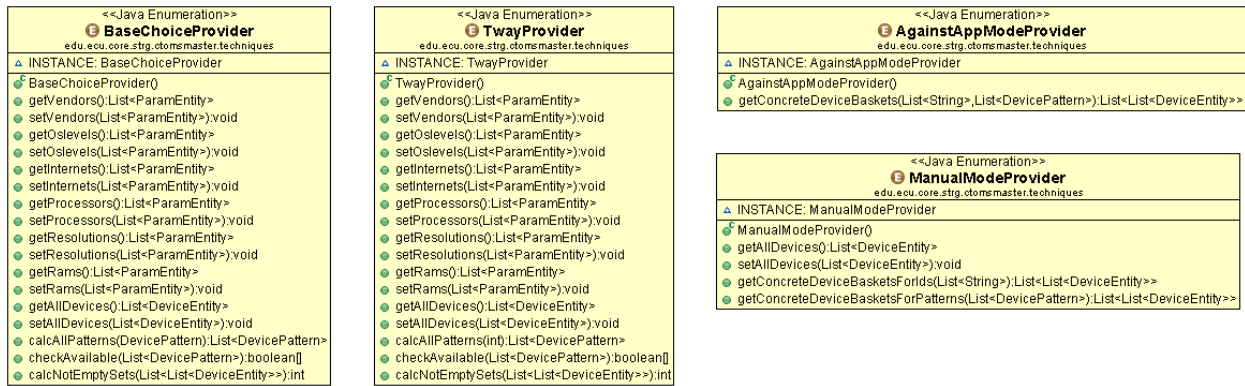 <<Java Enumeration>>
BaseChoiceProvider
edu.ecu.core.strg.ctomsmaster.techniques
INSTANCE: BaseChoiceProvider
BaseChoiceProvider()
getVendors():List<ParamEntity>
setVendors(List<ParamEntity>):void
getOslevels():List<ParamEntity>
setOslevels(List<ParamEntity>):void
getInternets():List<ParamEntity>
setInternets(List<ParamEntity>):void
getProcessors():List<ParamEntity>
setProcessors(List<ParamEntity>):void
getResolutions():List<ParamEntity>
setResolutions(List<ParamEntity>):void
getRams():List<ParamEntity>
setRams(List<ParamEntity>):void
getAllDevices():List<DeviceEntity>
setAllDevices(List<DeviceEntity>):void
calcAllPatterns(DevicePattern):List<DevicePattern>
checkAvailable(List<DevicePattern>):boolean[]
calcNotEmptySets(List<List<DeviceEntity>>):int
<<Java Enumeration>>
TwayProvider
edu.ecu.core.strg.ctomsmaster.techniques
INSTANCE: TwayProvider
TwayProvider()
getVendors():List<ParamEntity>
setVendors(List<ParamEntity>):void
getOslevels():List<ParamEntity>
setOslevels(List<ParamEntity>):void
getInternets():List<ParamEntity>
setInternets(List<ParamEntity>):void
getProcessors():List<ParamEntity>
setProcessors(List<ParamEntity>):void
getResolutions():List<ParamEntity>
setResolutions(List<ParamEntity>):void
getRams():List<ParamEntity>
setRams(List<ParamEntity>):void
getAllDevices():List<DeviceEntity>
setAllDevices(List<DeviceEntity>):void
calcAllPatterns(int):List<DevicePattern>
checkAvailable(List<DevicePattern>):boolean[]
calcNotEmptySets(List<List<DeviceEntity>>):int
<<Java Enumeration>>
AgainstAppModeProvider
edu.ecu.core.strg.ctomsmaster.techniques
INSTANCE: AgainstAppModeProvider
AgainstAppModeProvider()
getConcreteDeviceBaskets(List<String>,List<DevicePattern>):List<List<DeviceEntity>>
<<Java Enumeration>>
ManualModeProvider
edu.ecu.core.strg.ctomsmaster.techniques
INSTANCE: ManualModeProvider
ManualModeProvider()
getAllDevices():List<DeviceEntity>
setAllDevices(List<DeviceEntity>):void
getConcreteDeviceBasketsForIds(List<String>):List<List<DeviceEntity>>
getConcreteDeviceBasketsForPatterns(List<DevicePattern>):List<List<DeviceEntity>>